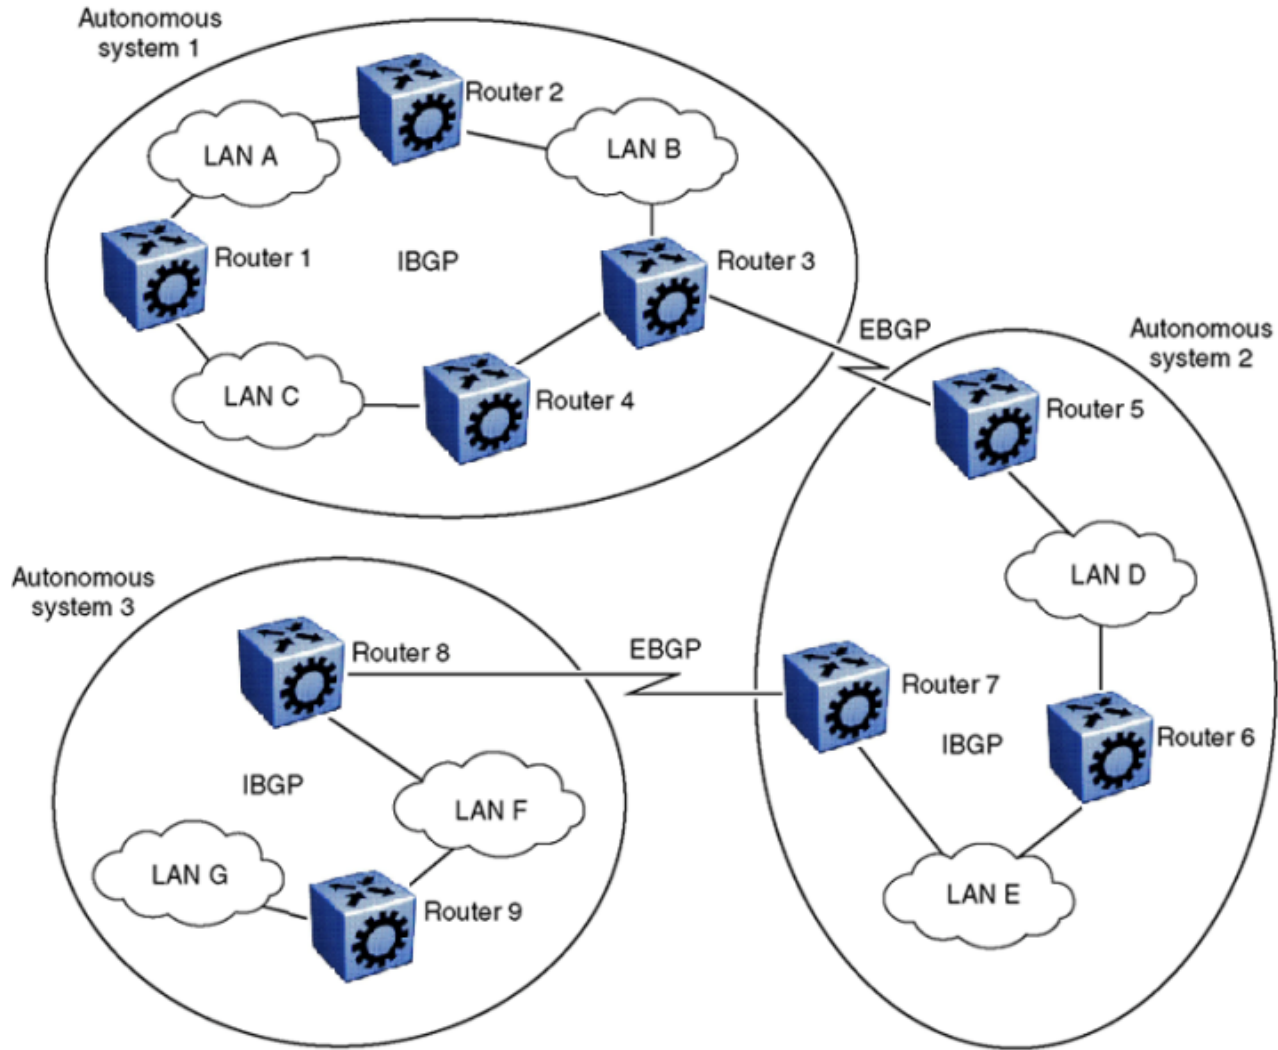 Autonomous
system 1
Router 2
LAN A
LAN B
Router 1
IBGP
Router 3
EBGP
Autonomous
system 2
LAN C
Router 4
Router 5
LAN D
Autonomous
system 3
Router 8
EBGP
Router 7
IBGP
Router 6
IBGP
LAN F
LAN G
LAN E
Router 9